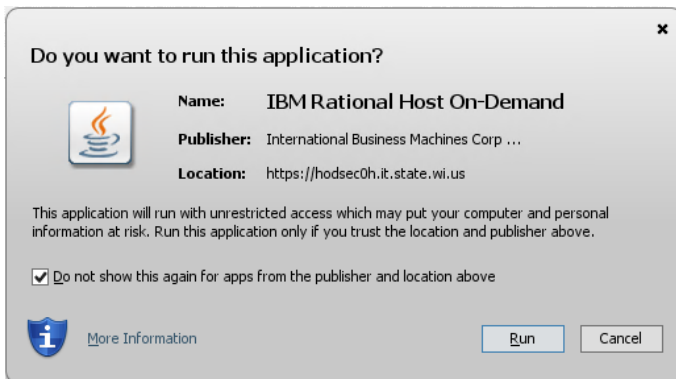 Do you want to run this application?
Name: IBM Rational Host On-Demand
Publisher: International Business Machines Corp ...
Location: https://hodsec0h.it.state.wi.us
This application will run with unrestricted access which may put your computer and personal
information at risk. Run this application only if you trust the location and publisher above.
Do not show this again for apps from the publisher and location above
More Information
Run
Cancel